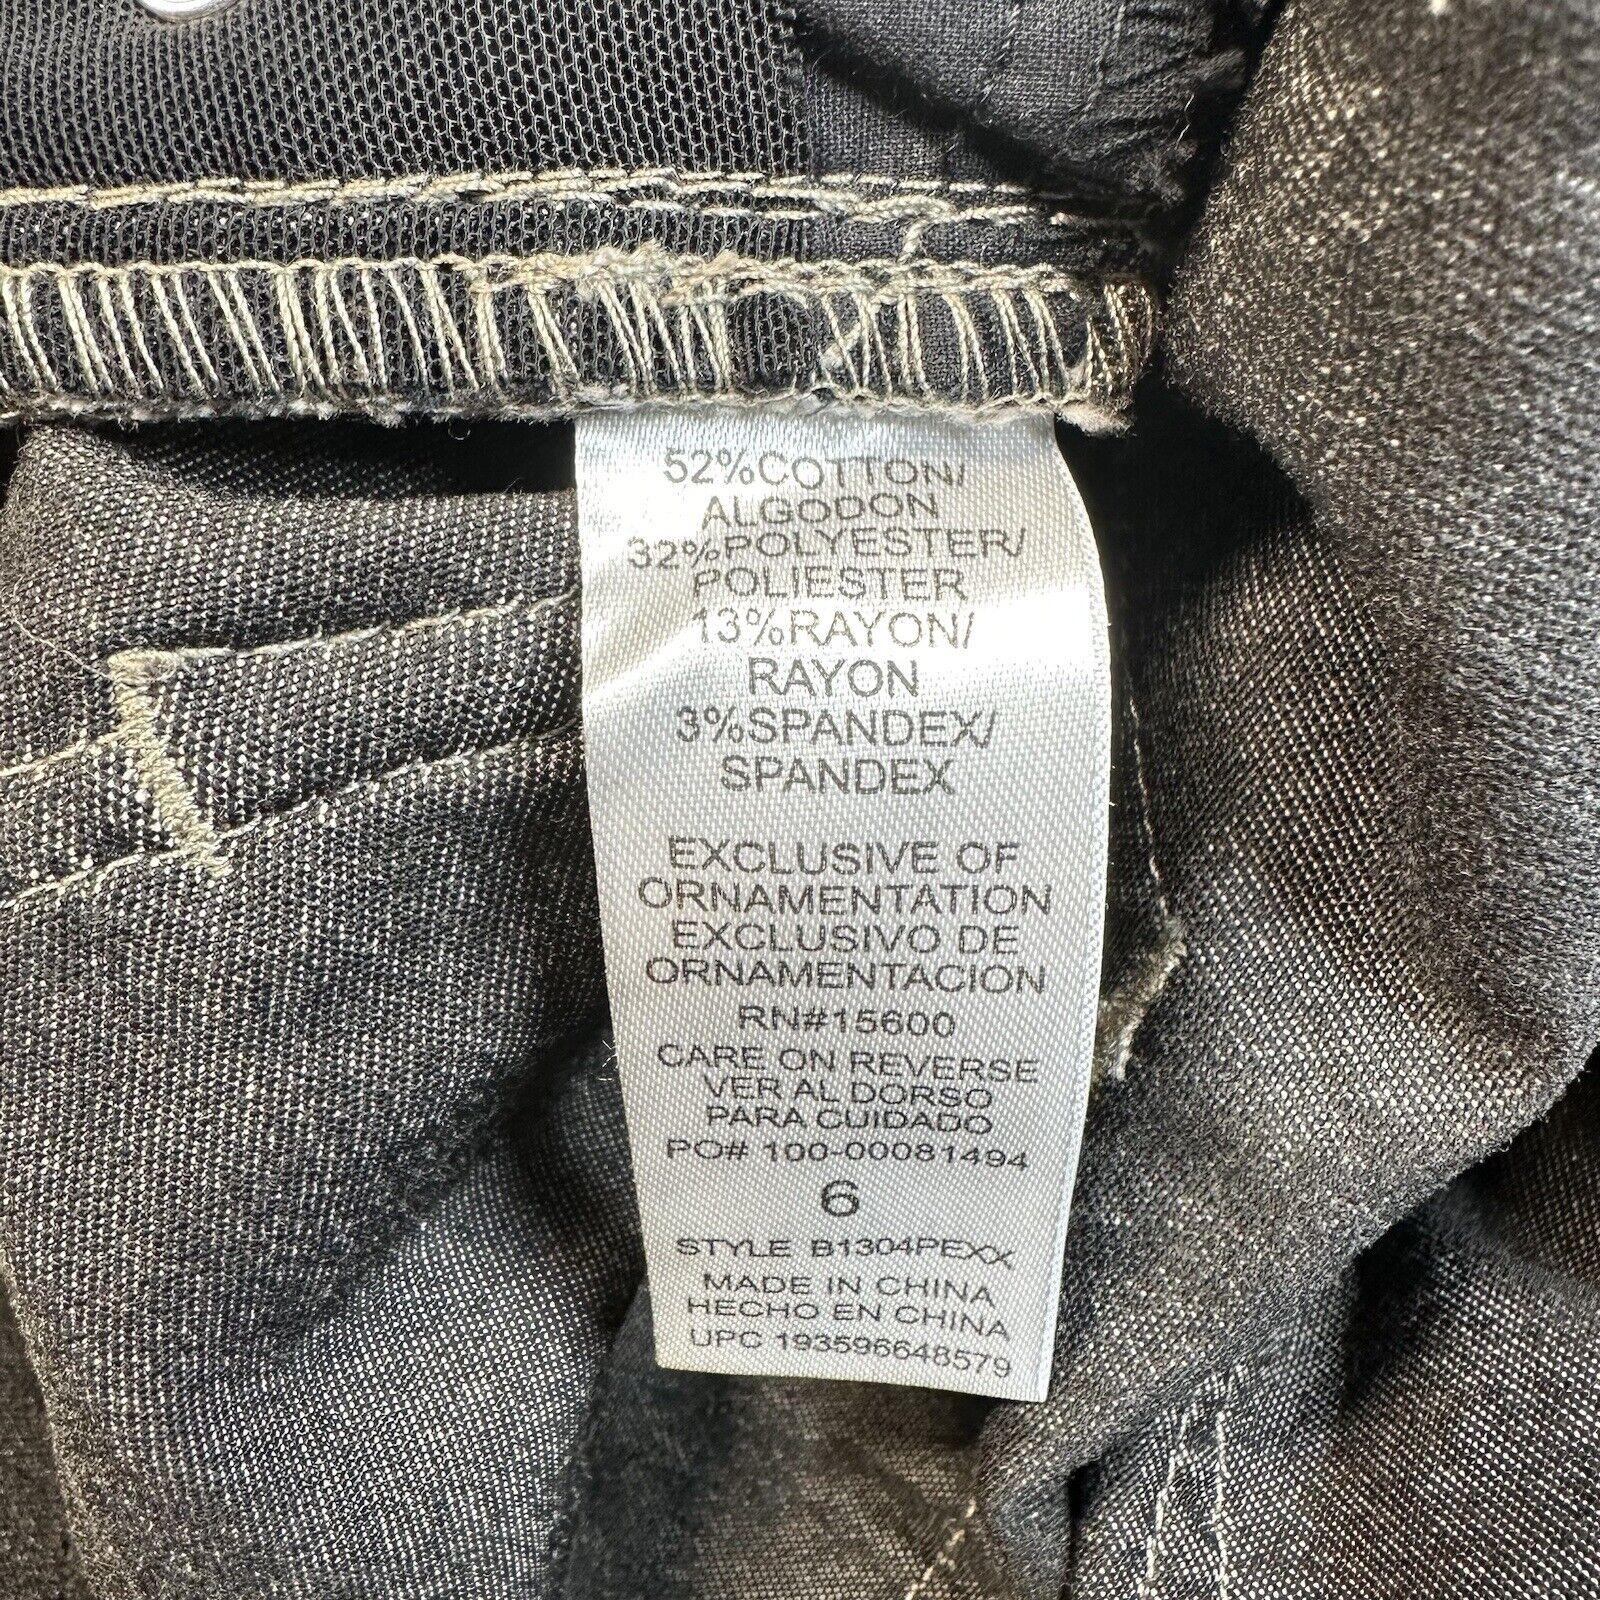 52%COTTON/
ALGODON
32%POLYESTER/
POLIESTER
13%RAYON/
RAYON
3%SPANDEX/
SPANDEX
EXCLUSIVE OF
ORNAMENTATION
EXCLUSIVO DE
ORNAMENTACION
RN#15600
CARE ON REVERSE
VER AL DORSO
PARA CUIDADO
PO# 100-00081494
6
STYLE B1304PEXX
MADE IN CHINA
HECHO EN CHINA
UPC 193596648579